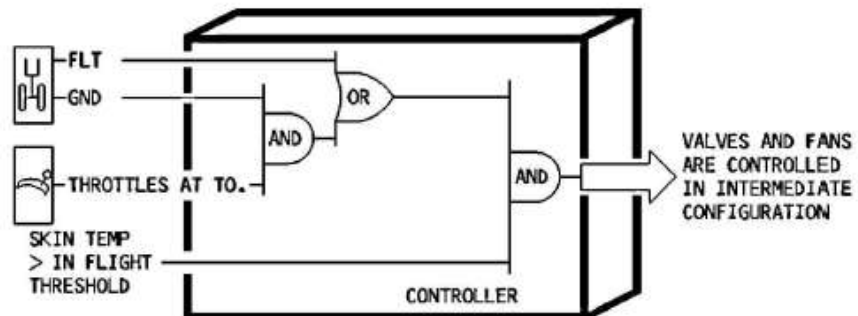 FLT
GND
OR
AND
THROTTLES AT TO.
AND
VALVES AND FANS
ARE CONTROLLED
IN INTERMEDIATE
CONFIGURATION
SKIN TEMP
> IN FLIGHT
THRESHOLD
CONTROLLER